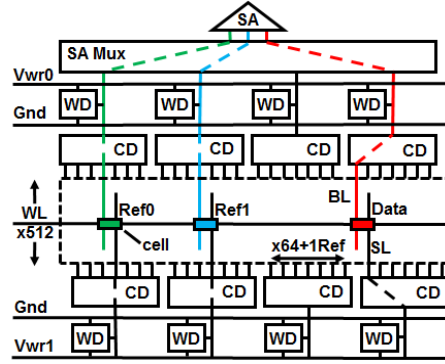 SA
SA Mux
Vwr0
WD WD WD WD
Gnd
CD CD CD CD
WL
x512
BL
Ref0 Ref1 Data
cell
x64+1Ref
SL
CD CD CD CD
Gnd
WD WD WD WD
Vwr1